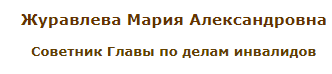 Журавлева Мария Александровна
Советник Главы по делам инвалидов